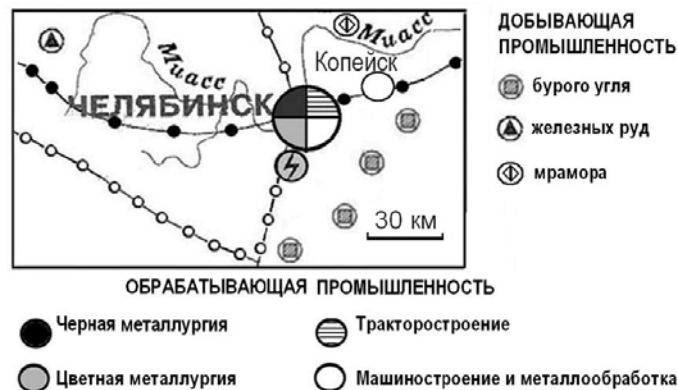 Миасс
Миасс
Копейск
ЧЕЛЯБИНСК
30 км
ДОБЫВАЮЩАЯ
ПРОМЫШЛЕННОСТЬ
бурого угля
железных руд
мрамора
ОБРАБАТЫВАЮЩАЯ ПРОМЫШЛЕННОСТЬ
Черная металлургия
Тракторостроение
Цветная металлургия
Машиностроение и металлообработка